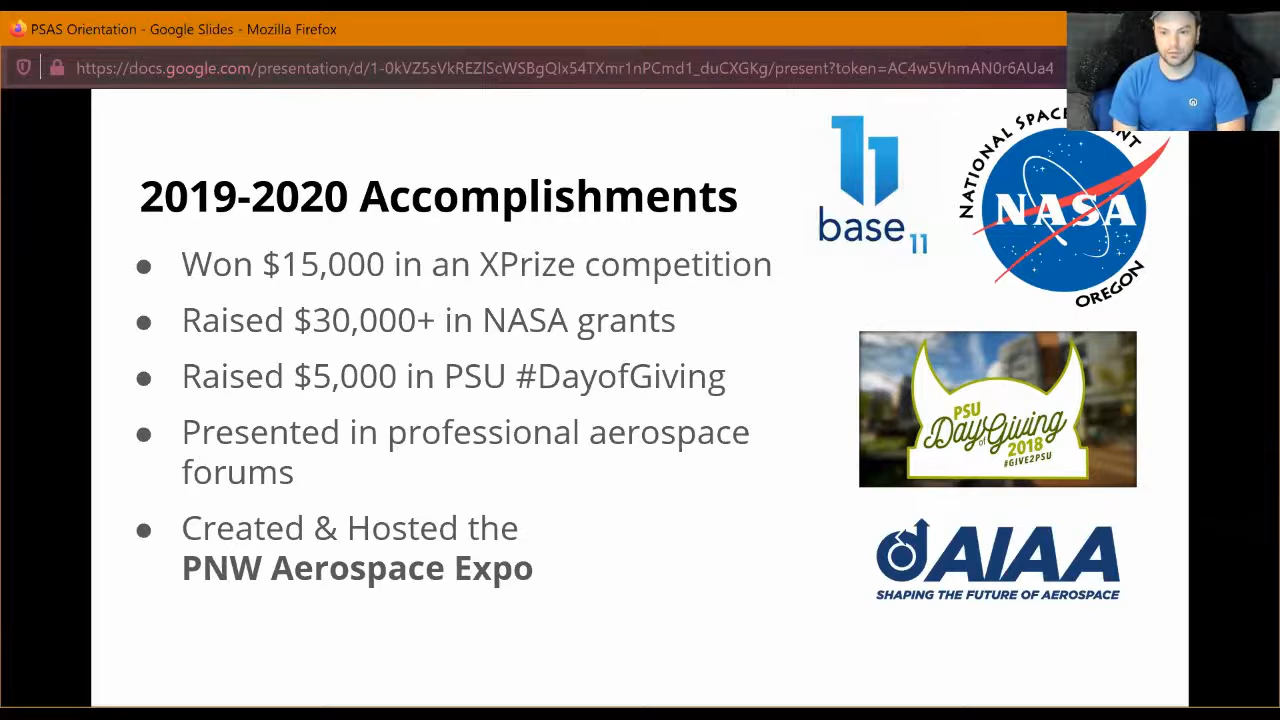 PSAS Orientation - Google Slides - Mozilla Firefox
https://docs.google.com/presentation/d/1-0kVZ5sVkREZlScWSBgQlx54TXmr1nPCmd1_duCXGKg/present?token=AC4w5VhmAN0r6AUa4
2019-2020 Accomplishments
● Won $15,000 in an XPrize competition
● Raised $30,000+ in NASA grants
● Raised $5,000 in PSU #DayofGiving
● Presented in professional aerospace
forums
● Created & Hosted the
PNW Aerospace Expo
base 11
NATIONAL
NASA
OREGON
PSU
Day of Giving
2018
#GIVE2PSU
AIAA
SHAPING THE FUTURE OF AEROSPACE